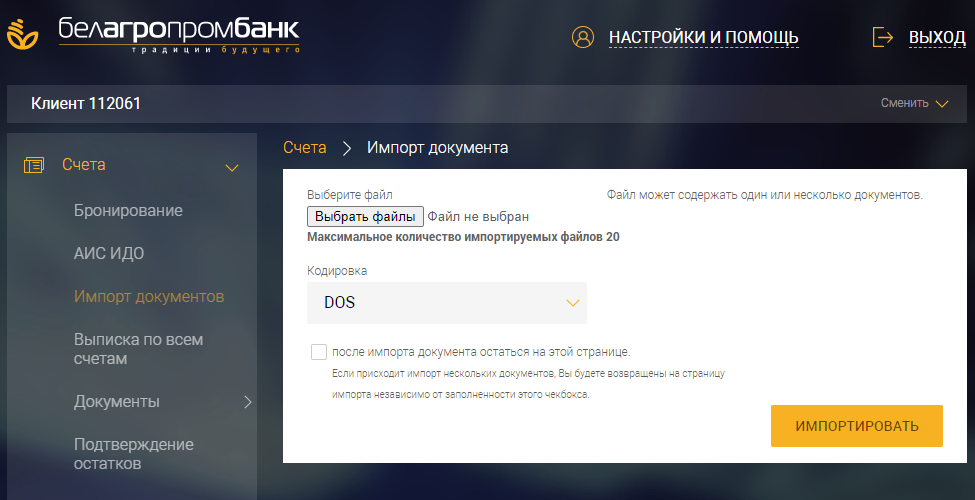 белагропромбанк
традиции будущего
НАСТРОЙКИ И ПОМОЩЬ
ВЫХОД
Клиент 112061
Сменить
Счета
Бронирование
АИС ИДО
Импорт документов
Выписка по всем
счетам
Документы
Подтверждение
остатков
Счета
Импорт документа
Выберите файл
Файл может содержать один или несколько документов.
Выбрать файлы Файл не выбран
Максимальное количество импортируемых файлов 20
Кодировка
DOS
после импорта документа остаться на этой странице.
Если присходит импорт нескольких документов, Вы будете возвращены на страницу
импорта независимо от заполненности этого чекбокса.
ИМПОРТИРОВАТЬ